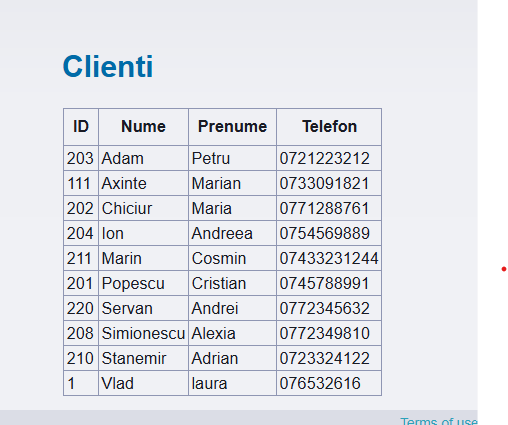 Clienti
ID Nume Prenume Telefon
203 Adam Petru 0721223212
111 Axinte Marian 0733091821
202 Chiciur Maria 0771288761
204 Ion Andreea 0754569889
211 Marin Cosmin 07433231244
201 Popescu Cristian 0745788991
220 Servan Andrei 0772345632
208 Simionescu Alexia 0772349810
210 Stanemir Adrian 0723324122
1 Vlad laura 076532616
Terms of use